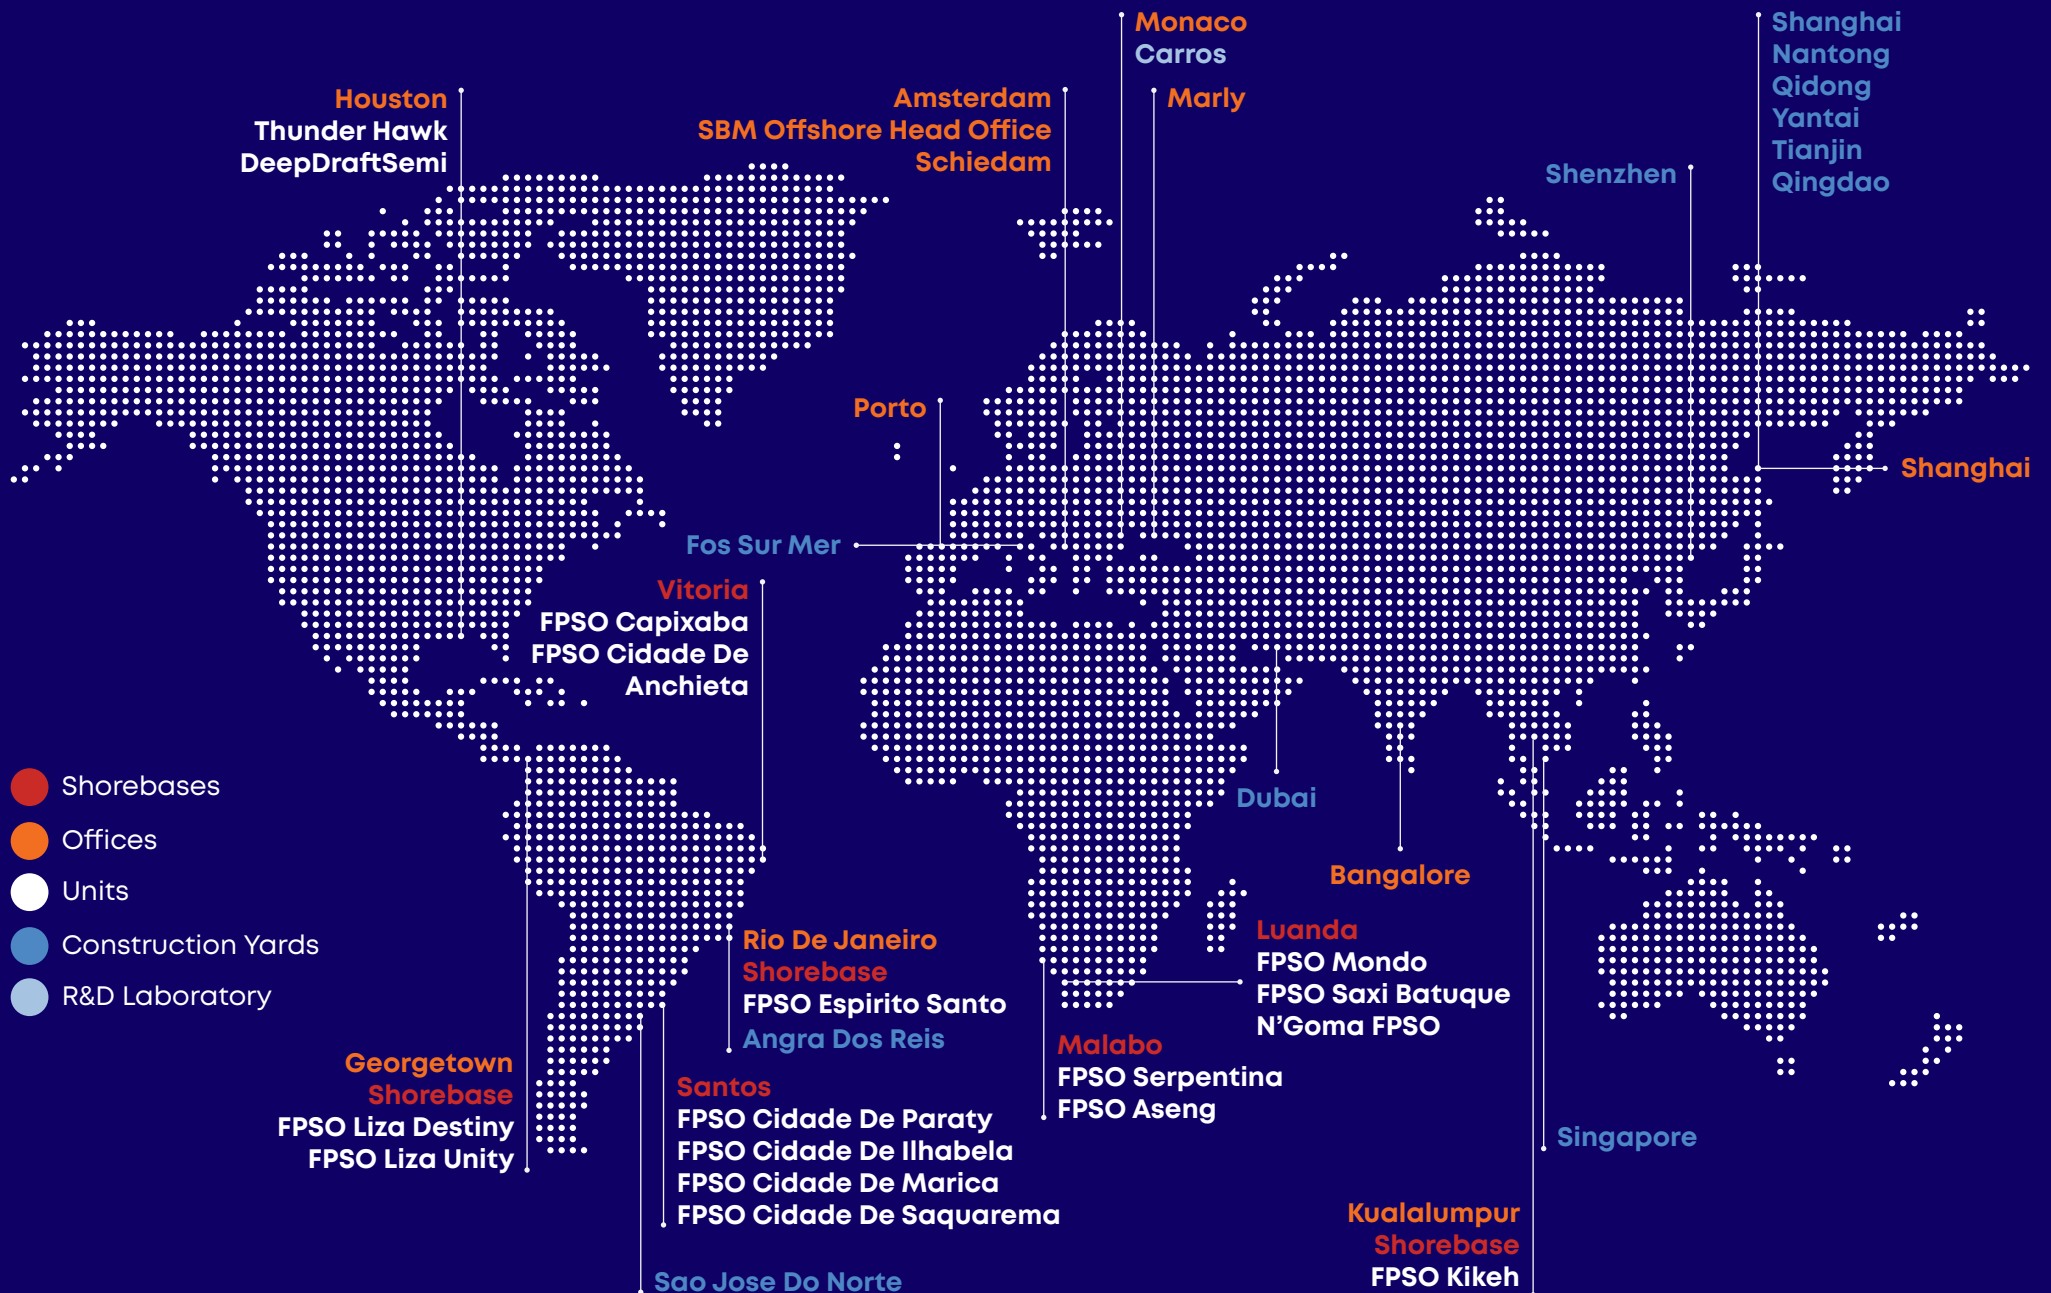 Monaco
Carros
Shanghai
Nantong
Qidong
Yantai
Tianjin
Qingdao
Houston
Thunder Hawk
DeepDraftSemi
Amsterdam
SBM Offshore Head Office
Schiedam
Marly
Shenzhen
Porto
Shanghai
Fos Sur Mer
Vitoria
FPSO Capixaba
FPSO Cidade De
Anchieta
Shorebases
Offices
Units
Construction Yards
R&D Laboratory
Dubai
Bangalore
Rio De Janeiro
Shorebase
FPSO Espirito Santo
Angra Dos Reis
Luanda
FPSO Mondo
FPSO Saxi Batuque
N’Goma FPSO
Georgetown
Shorebase
FPSO Liza Destiny
FPSO Liza Unity
Malabo
FPSO Serpentina
FPSO Aseng
Santos
FPSO Cidade De Paraty
FPSO Cidade De Ilhabela
FPSO Cidade De Marica
FPSO Cidade De Saquarema
Singapore
Kualalumpur
Shorebase
FPSO Kikeh
Sao Jose Do Norte